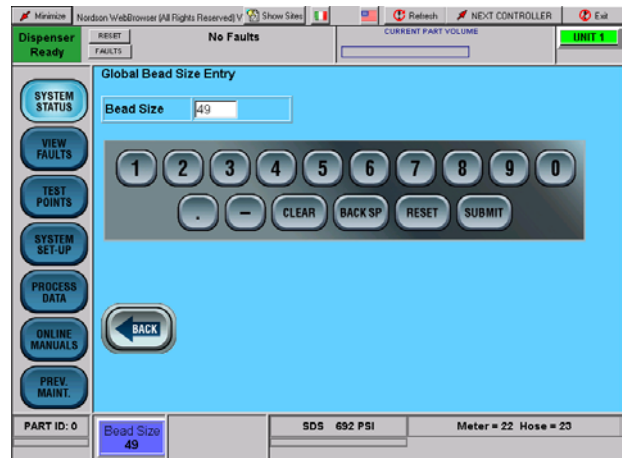 Minimize Nordson WebBrowser (All Rights Reserved) V Show Sites Refresh NEXT CONTROLLER Exit
Dispenser
Ready
RESET
FAULTS
No Faults
CURRENT PART VOLUME
UNIT 1
Global Bead Size Entry
Bead Size 49
SYSTEM
STATUS
VIEW
FAULTS
TEST
POINTS
SYSTEM
SET-UP
PROCESS
DATA
ONLINE
MANUALS
PREV.
MAINT.
1 2 3 4 5 6 7 8 9 0
. - CLEAR BACK SP RESET SUBMIT
BACK
PART ID: 0
Bead Size
49
SDS 692 PSI
Meter = 22 Hose = 23